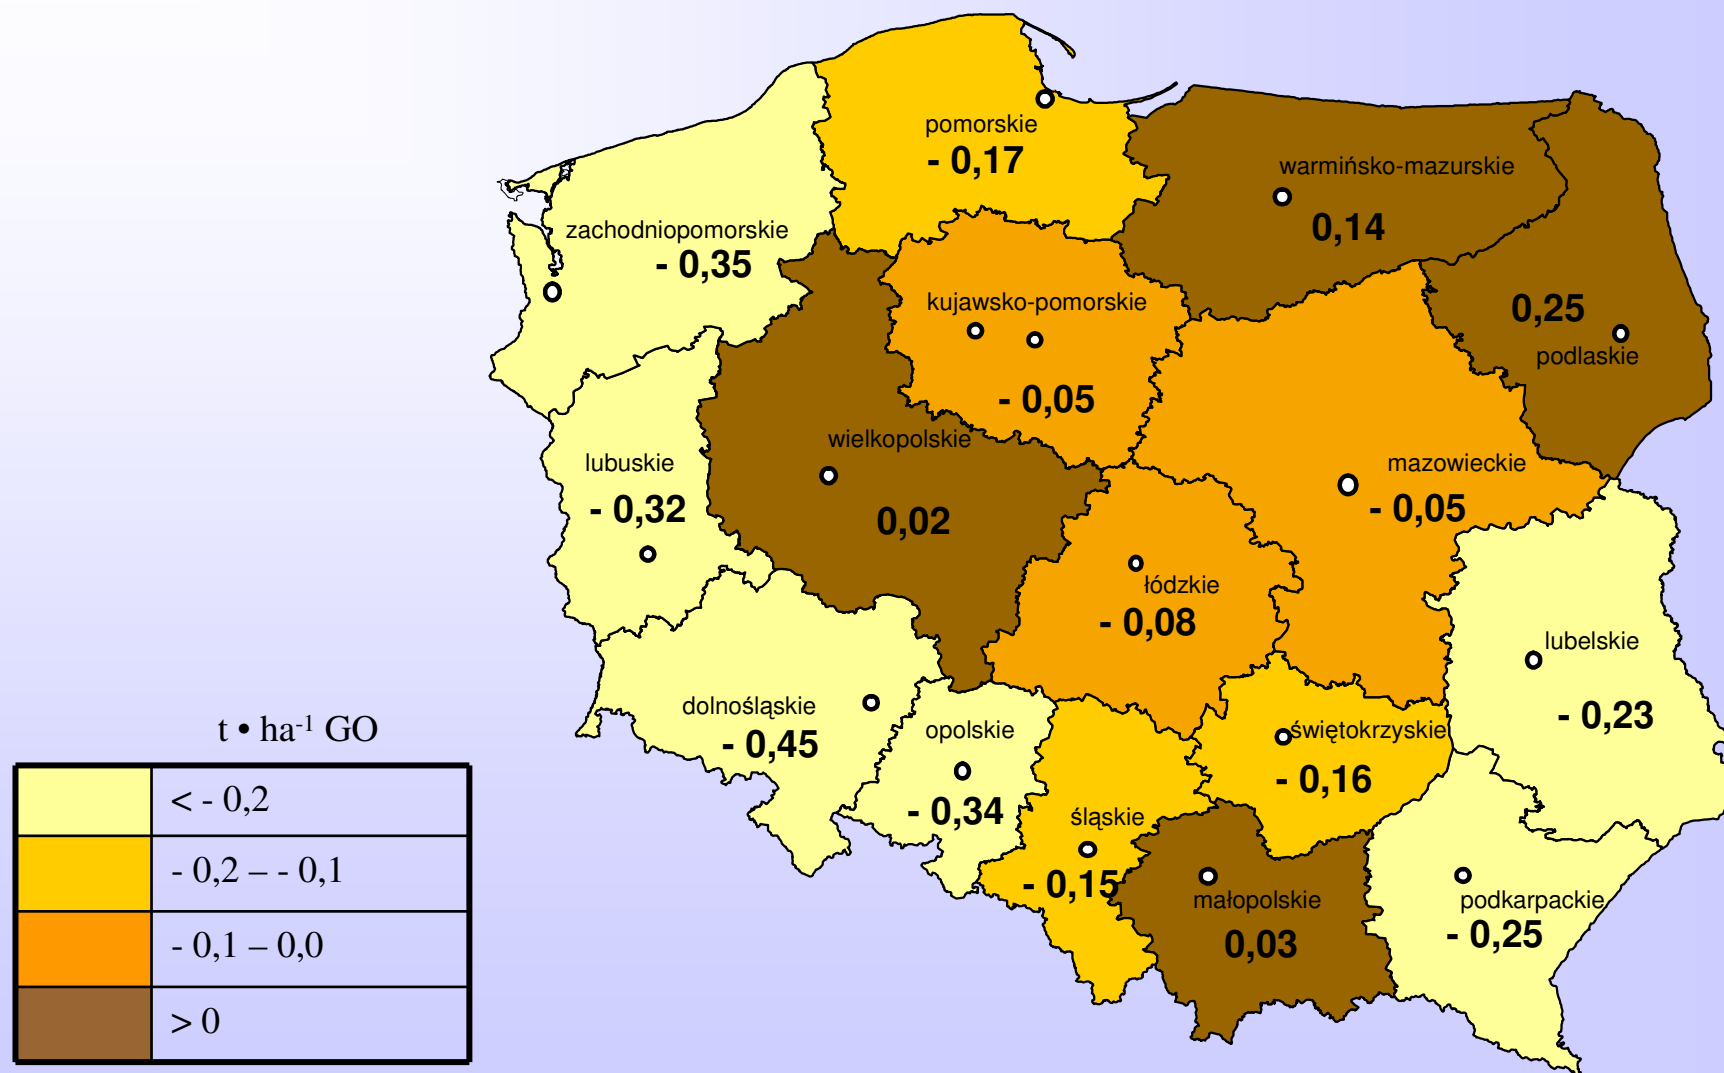 pomorskie
- 0,17
warmińsko-mazurskie
0,14
zachodniopomorskie
- 0,35
kujawsko-pomorskie
- 0,05
0,25
podlaskie
wielkopolskie
0,02
lubuskie
- 0,32
mazowieckie
- 0,05
łódzkie
- 0,08
lubelskie
- 0,23
dolnośląskie
- 0,45
opolskie
- 0,34
świętokrzyskie
- 0,16
śląskie
- 0,15
małopolskie
0,03
podkarpackie
- 0,25
t • ha⁻¹ GO
< - 0,2
- 0,2 – - 0,1
- 0,1 – 0,0
> 0